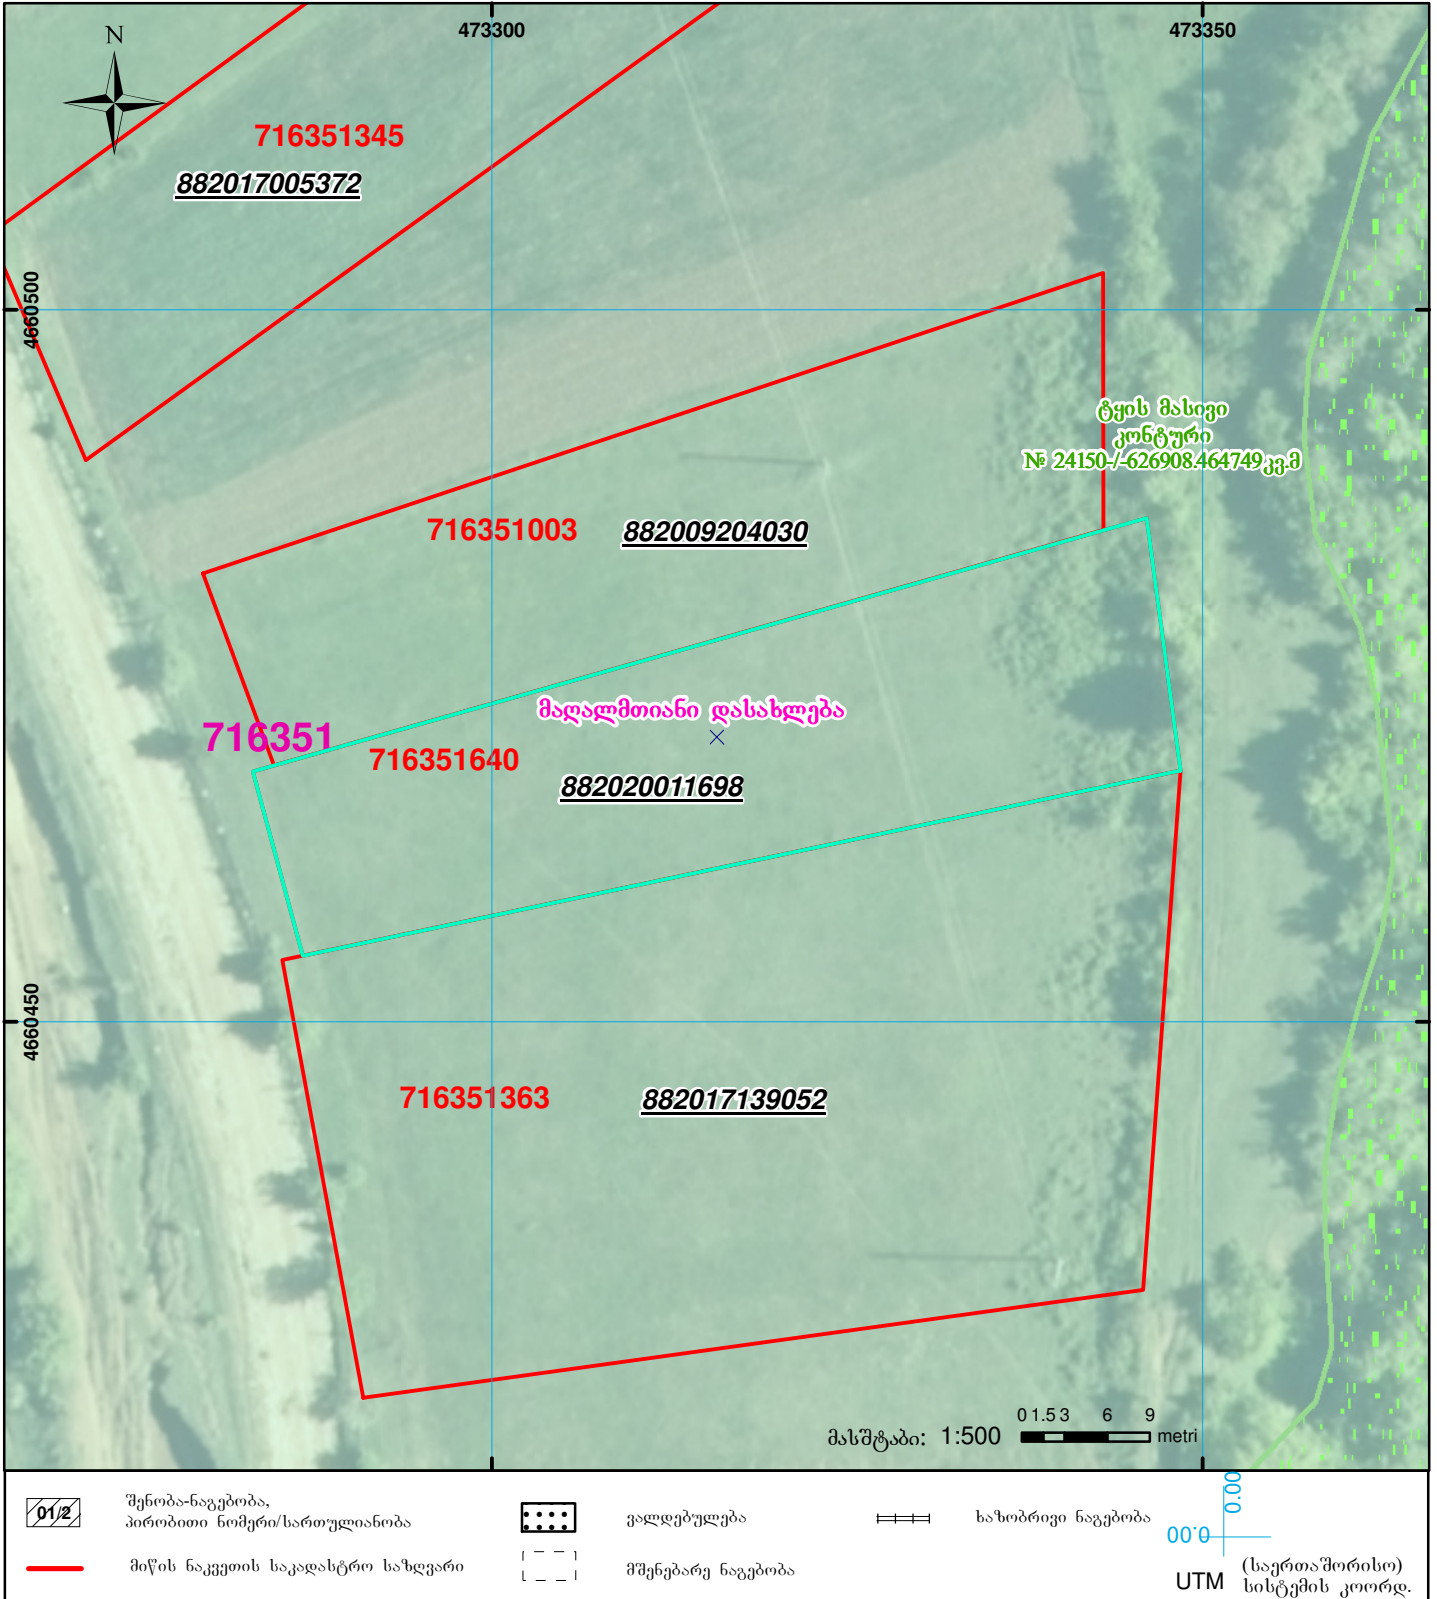 473300
473350
N
716351345
882017005372
4660500
ტყის მასივი
კონტური
№ 24150-/-626908.464749კვ.მ
716351003
882009204030
მაღალმთიანი დასახლება
716351
716351640
882020011698
4660450
716351363
882017139052
მასშტაბი: 1:500
0 1.5 3 6 9
metri
01/2
შენობა-ნაგებობა,
პირობითი ნომერი/სართულიანობა
ვალდებულება
ხაზობრივი ნაგებობა
0.00
00.0
მიწის ნაკვეთის საკადასტრო საზღვარი
მშენებარე ნაგებობა
UTM
(საერთაშორისო)
სისტემის კოორდ.